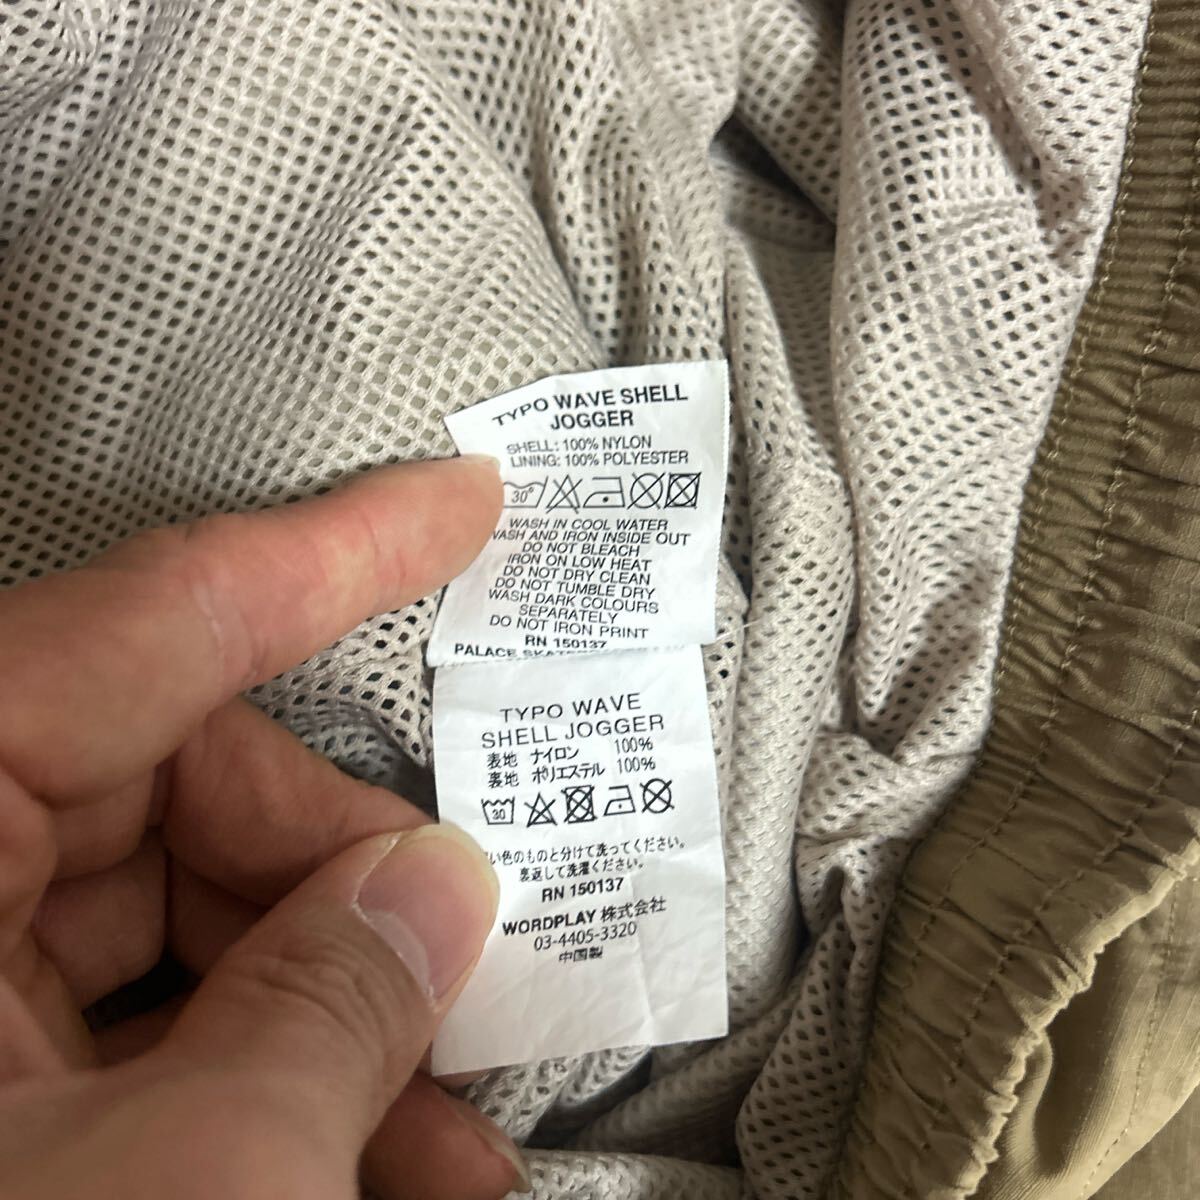 TYPO WAVE SHELL
JOGGER
SHELL: 100% NYLON
LINING: 100% POLYESTER
30°
WASH IN COOL WATER
WASH AND IRON INSIDE OUT
DO NOT BLEACH
IRON ON LOW HEAT
DO NOT DRY CLEAN
DO NOT TUMBLE DRY
WASH DARK COLOURS
SEPARATELY
DO NOT IRON PRINT
RN 150137
PALACE
TYPO WAVE
SHELL JOGGER
表地 ナイロン 100%
裏地 ポリエステル 100%
30
い色のものと分けて洗ってください。
裏返して洗濯ください。
RN 150137
WORDPLAY 株式会社
03-4405-3320
中国製